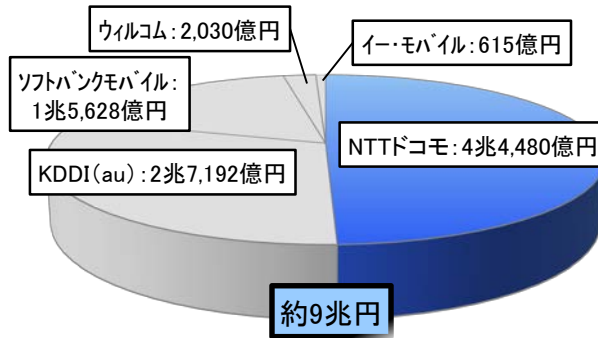 ウィルコム：2,030億円
イー・モバイル：615億円
ソフトバンクモバイル：
1兆5,628億円
NTTドコモ：4兆4,480億円
KDDI（au）：2兆7,192億円
約9兆円